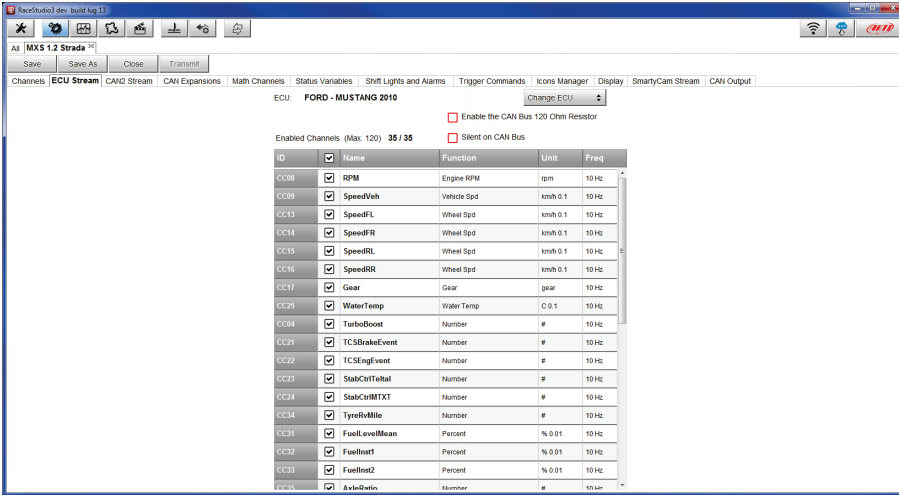 RaceStudio3 dev build lug 13
AiM
All MXS 1.2 Strada
Save Save As Close Transmit
Channels ECU Stream CAN2 Stream CAN Expansions Math Channels Status Variables Shift Lights and Alarms Trigger Commands Icons Manager Display SmartyCam Stream CAN Output
ECU: FORD - MUSTANG 2010 Change ECU
Enable the CAN Bus 120 Ohm Resistor
Enabled Channels (Max. 120) 35 / 35 Silent on CAN Bus
ID Name Function Unit Freq
CC08 RPM Engine RPM rpm 10 Hz
CC09 SpeedVeh Vehicle Spd km/h 0.1 10 Hz
CC13 SpeedFL Wheel Spd km/h 0.1 10 Hz
CC14 SpeedFR Wheel Spd km/h 0.1 10 Hz
CC15 SpeedRL Wheel Spd km/h 0.1 10 Hz
CC16 SpeedRR Wheel Spd km/h 0.1 10 Hz
CC17 Gear Gear gear 10 Hz
CC25 WaterTemp Water Temp C 0.1 10 Hz
CC04 TurboBoost Number # 10 Hz
CC21 TCSBrakeEvent Number # 10 Hz
CC22 TCSEngEvent Number # 10 Hz
CC23 StabCtrlTeltal Number # 10 Hz
CC24 StabCtrlMTXT Number # 10 Hz
CC34 TyreRvMile Number # 10 Hz
CC31 FuelLevelMean Percent % 0.01 10 Hz
CC32 FuelInst1 Percent % 0.01 10 Hz
CC33 FuelInst2 Percent % 0.01 10 Hz
CC35 AxleRatio Number # 10 Hz